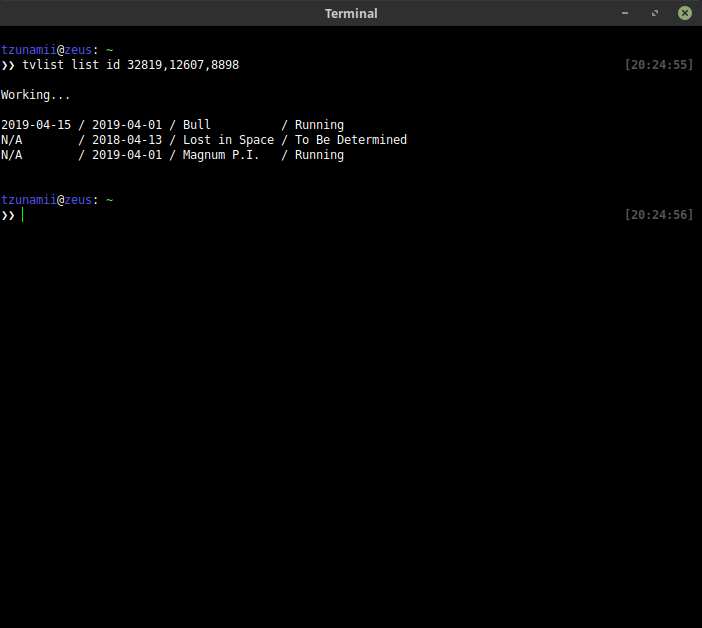 Terminal
tzunamii@zeus: ~
❯❯ tvlist list id 32819,12607,8898 [20:24:55]
Working...
2019-04-15 / 2019-04-01 / Bull / Running
N/A / 2018-04-13 / Lost in Space / To Be Determined
N/A / 2019-04-01 / Magnum P.I. / Running
tzunamii@zeus: ~
❯❯ [20:24:56]